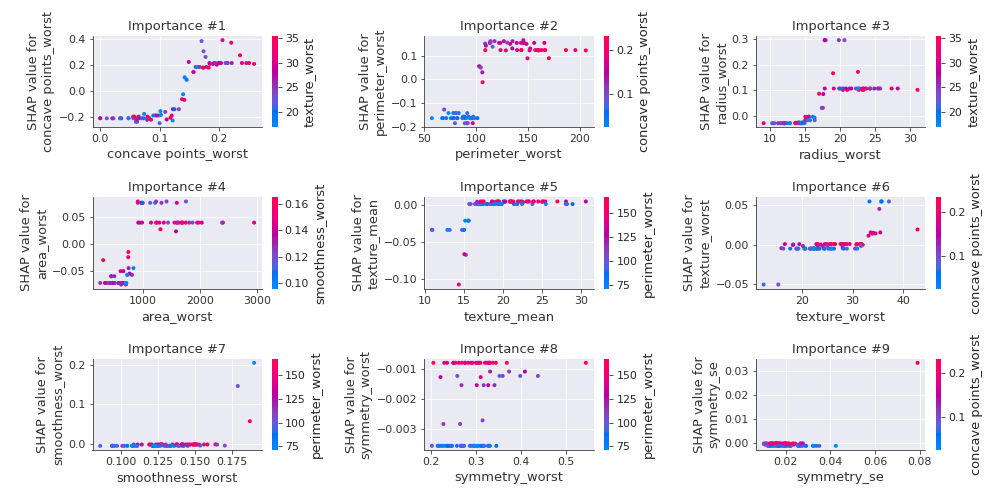 Importance #1
SHAP value for
concave points_worst
0.4
0.2
0.0
−0.2
0.0
0.1
0.2
concave points_worst
35
30
25
20
texture_worst
Importance #2
SHAP value for
perimeter_worst
0.1
0.0
−0.1
−0.2
50
100
150
200
perimeter_worst
0.2
0.1
concave points_worst
Importance #3
SHAP value for
radius_worst
0.3
0.2
0.1
0.0
10
15
20
25
30
radius_worst
35
30
25
20
texture_worst
Importance #4
SHAP value for
area_worst
0.05
0.00
−0.05
1000
2000
3000
area_worst
0.16
0.14
0.12
0.10
smoothness_worst
Importance #5
SHAP value for
texture_mean
0.00
−0.05
−0.10
10
15
20
25
30
texture_mean
150
125
100
75
perimeter_worst
Importance #6
SHAP value for
texture_worst
0.05
0.00
−0.05
20
30
40
texture_worst
0.2
0.1
concave points_worst
Importance #7
SHAP value for
smoothness_worst
0.2
0.1
0.0
0.100
0.125
0.150
0.175
smoothness_worst
150
125
100
75
perimeter_worst
Importance #8
SHAP value for
symmetry_worst
−0.001
−0.002
−0.003
0.2
0.3
0.4
0.5
symmetry_worst
150
125
100
75
perimeter_worst
Importance #9
SHAP value for
symmetry_se
0.03
0.02
0.01
0.00
0.02
0.04
0.06
0.08
symmetry_se
0.2
0.1
concave points_worst